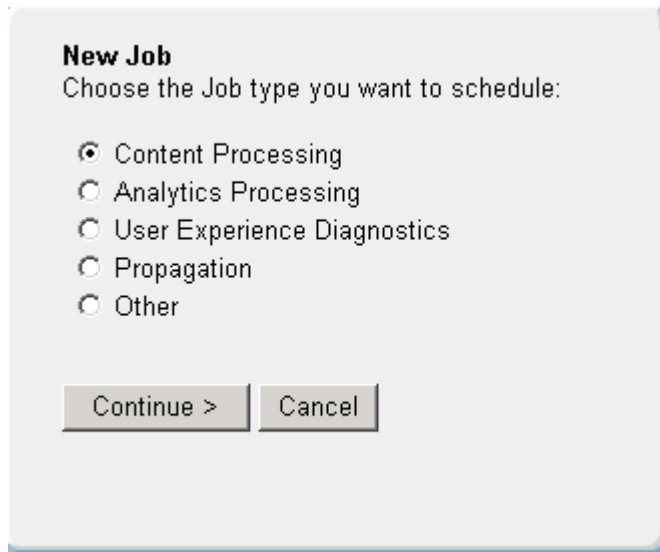 New Job
Choose the Job type you want to schedule:
Content Processing
Analytics Processing
User Experience Diagnostics
Propagation
Other
Continue > Cancel